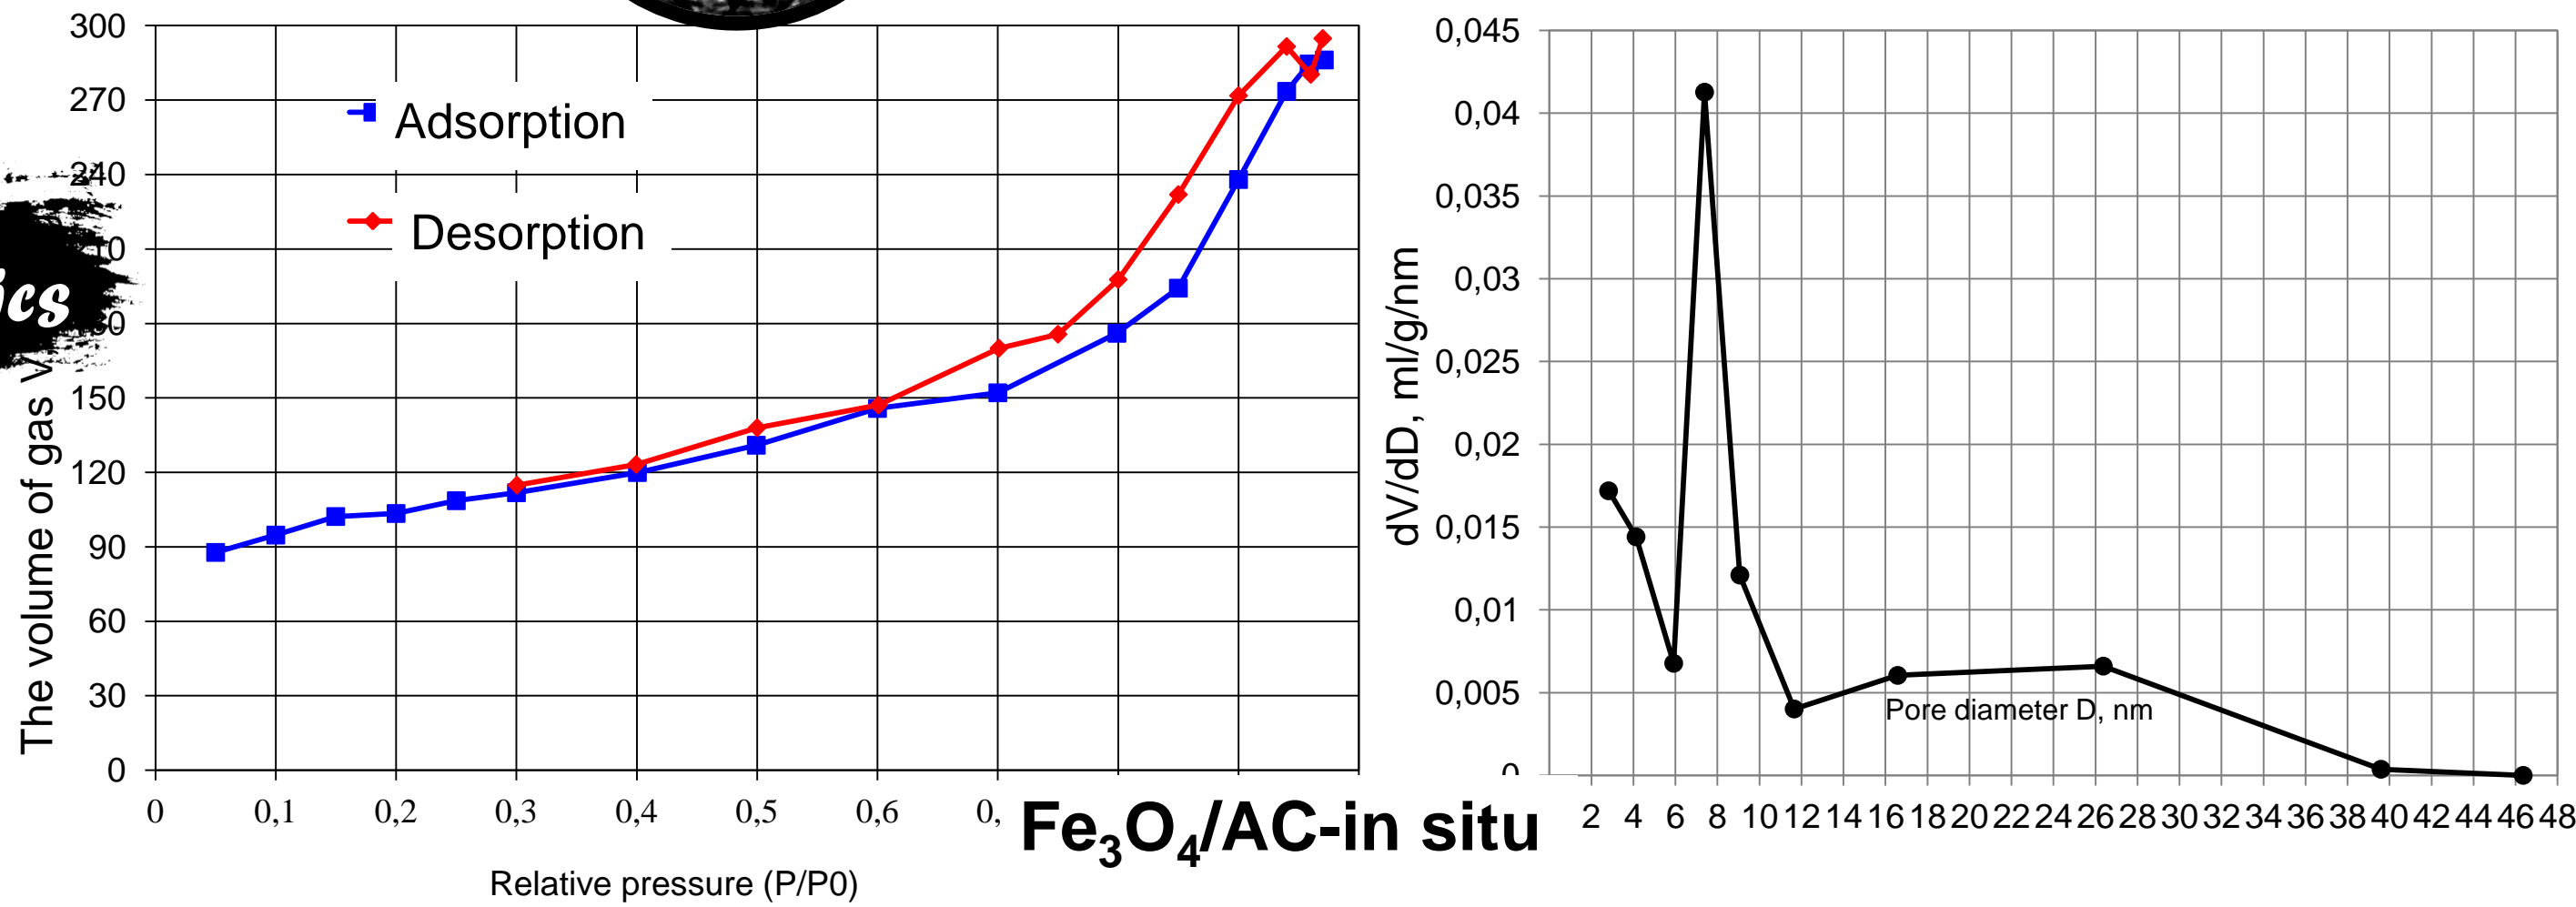 300
270
240
150
120
90
60
30
0
The volume of gas V
Adsorption
Desorption
0 0,1 0,2 0,3 0,4 0,5 0,6 0,
Relative pressure (P/P0)
Fe₃O₄/AC-in situ
0,045
0,04
0,035
0,03
0,025
0,02
0,015
0,01
0,005
0
dV/dD, ml/g/nm
Pore diameter D, nm
2 4 6 8 10 12 14 16 18 20 22 24 26 28 30 32 34 36 38 40 42 44 46 48
ics